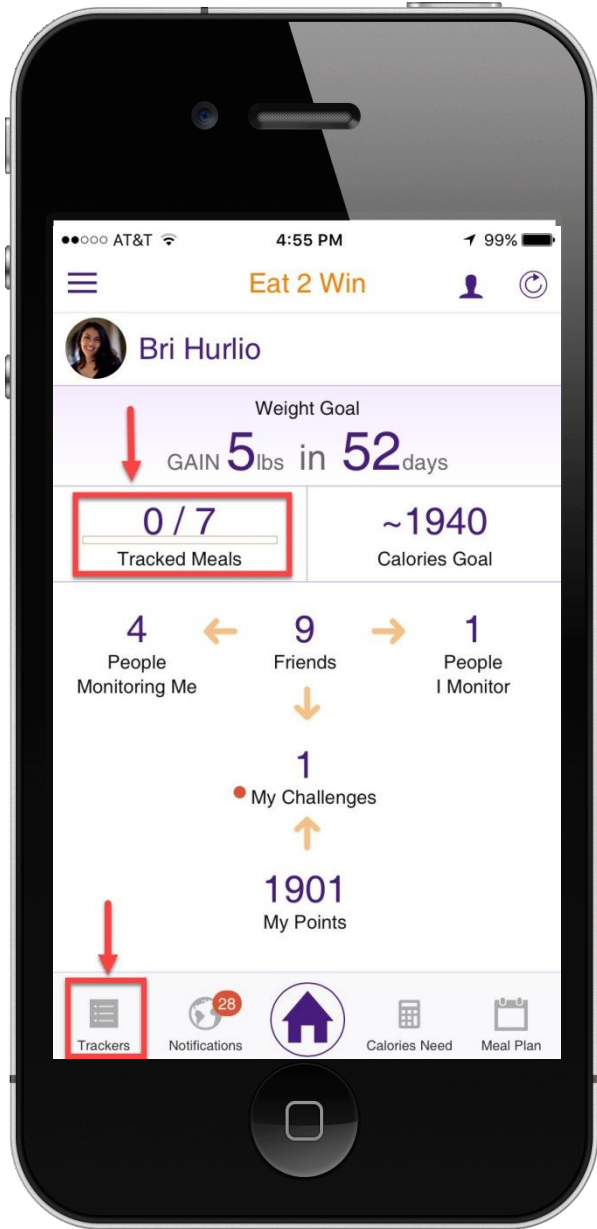 AT&T 4:55 PM 99%
Eat 2 Win
Bri Hurlio
Weight Goal
GAIN 5 lbs in 52 days
0 / 7 ~1940
Tracked Meals Calories Goal
4 9 1
People Friends People
Monitoring Me I Monitor
1
My Challenges
1901
My Points
28
Trackers Notifications Calories Need Meal Plan